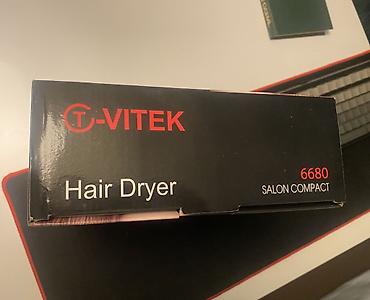 T-VITEK
Hair Dryer
6680
SALON COMPACT